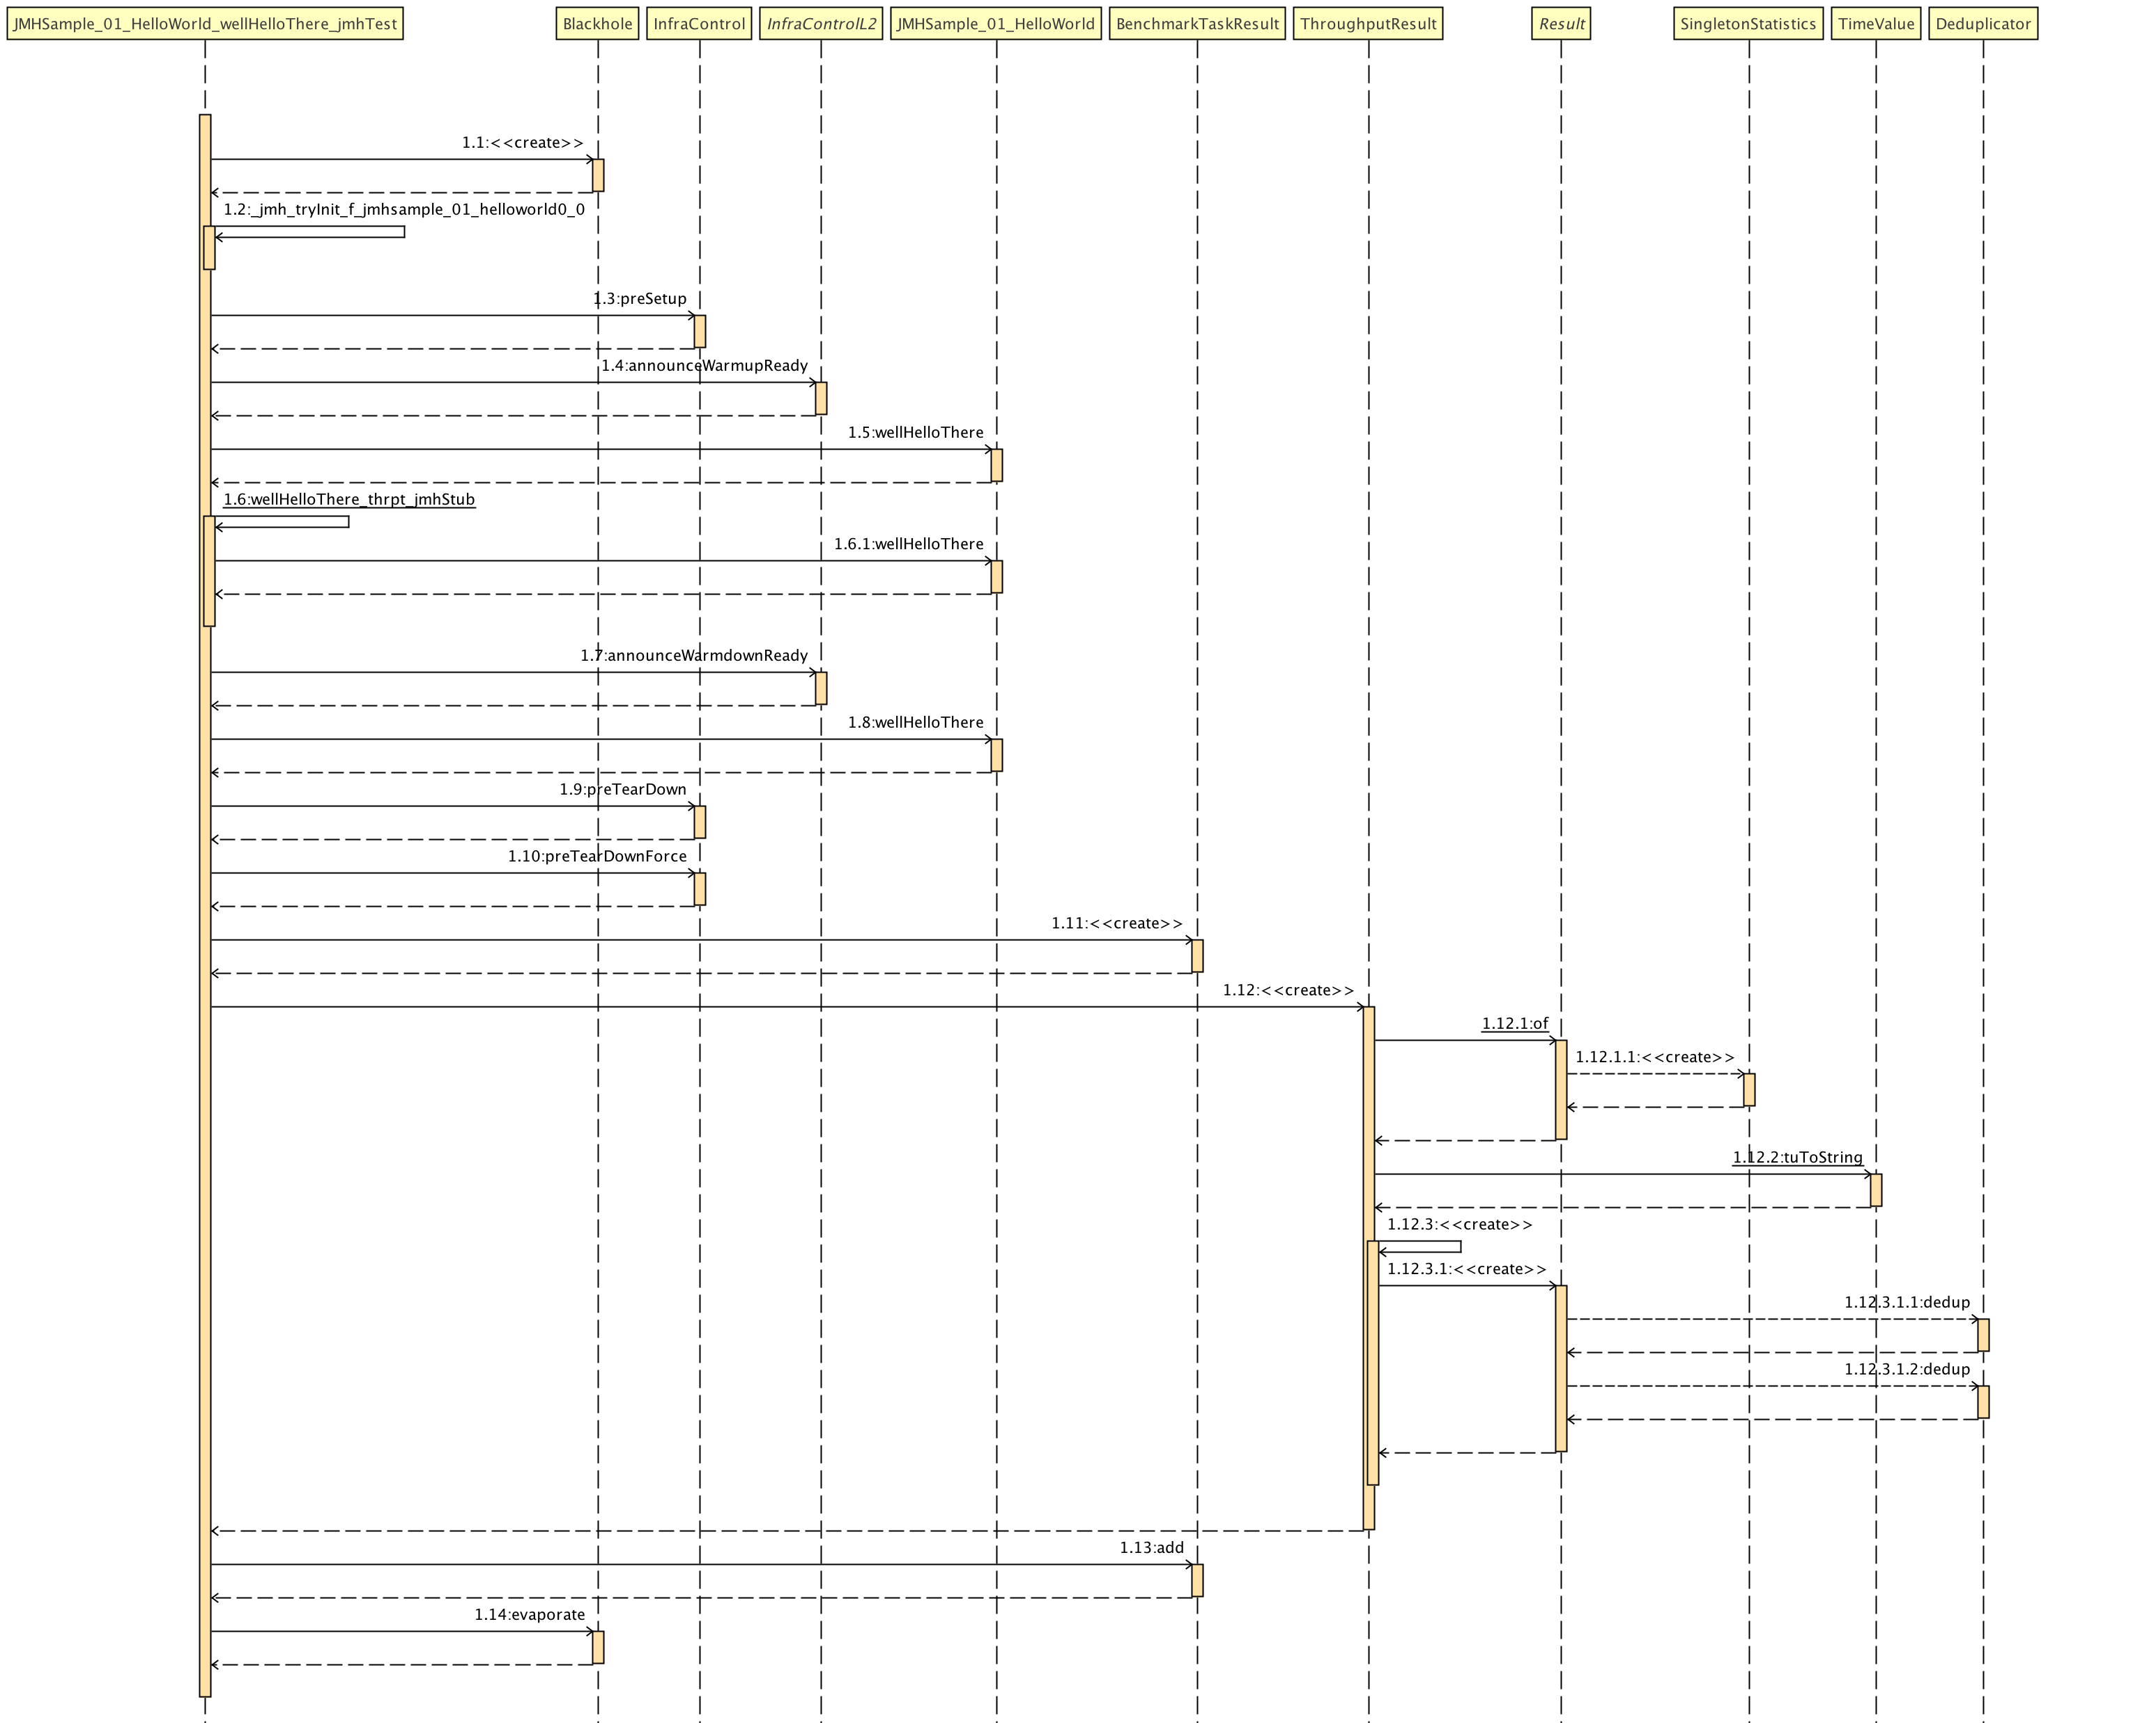 JMHSample_01_HelloWorld_wellHelloThere_jmhTest Blackhole InfraControl InfraControlL2 JMHSample_01_HelloWorld BenchmarkTaskResult ThroughputResult Result SingletonStatistics TimeValue Deduplicator
1.1:<<create>>
1.2:_jmh_tryInit_f_jmhsample_01_helloworld0_0
1.3:preSetup
1.4:announceWarmupReady
1.5:wellHelloThere
1.6:wellHelloThere_thrpt_jmhStub
1.6.1:wellHelloThere
1.7:announceWarmdownReady
1.8:wellHelloThere
1.9:preTearDown
1.10:preTearDownForce
1.11:<<create>>
1.12:<<create>>
1.12.1:of
1.12.1.1:<<create>>
1.12.2:tuToString
1.12.3:<<create>>
1.12.3.1:<<create>>
1.12.3.1.1:dedup
1.12.3.1.2:dedup
1.13:add
1.14:evaporate